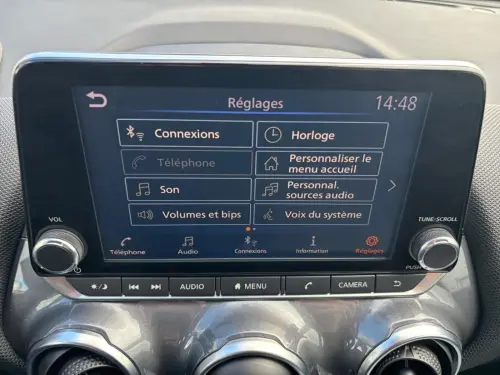 Réglages
14:48
Connexions
Horloge
Téléphone
Personnaliser le
menu accueil
Son
Personnal.
sources audio
Volumes et bips
Voix du système
VOL
TUNE/SCROLL
Téléphone
Audio
Connexions
Information
Réglages
PUSH
AUDIO
MENU
CAMERA